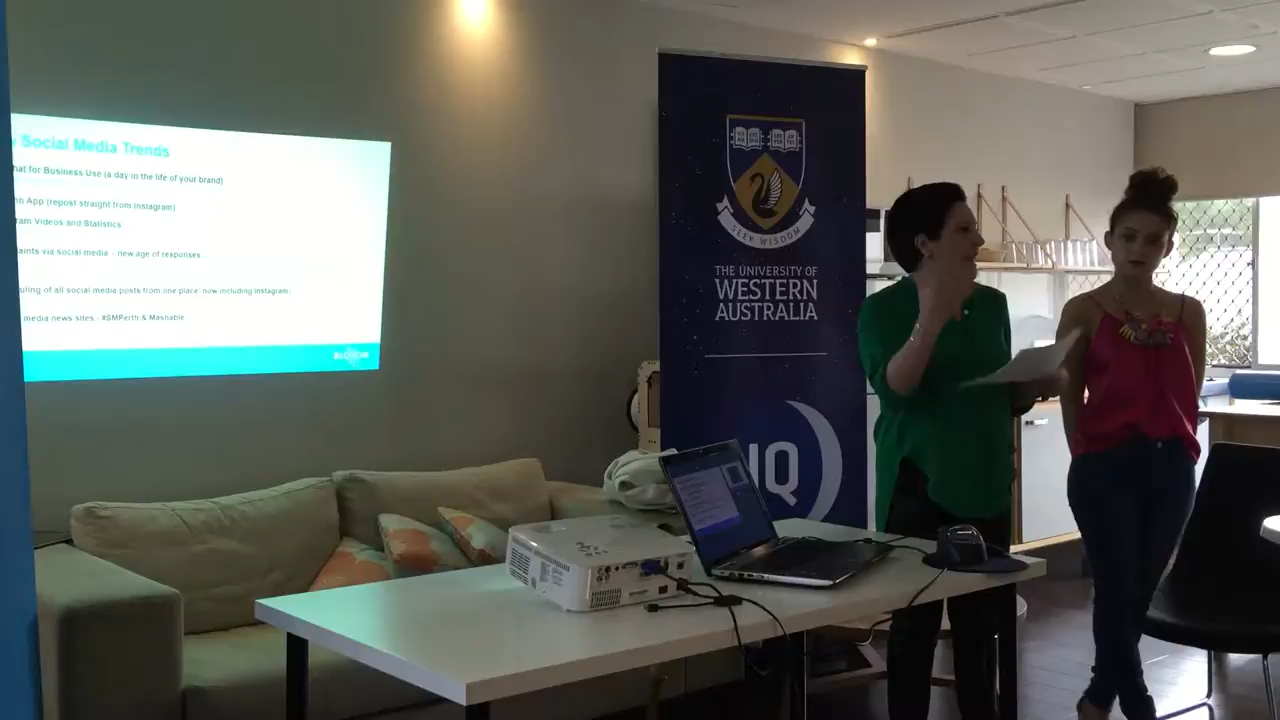 Social Media Trends
hat for Business Use (a day in the life of your brand)
m App (repost straight from Instagram)
ram Videos and Statistics
aints via social media - new age of responses
uling of all social media posts from one place now including Instagram
media news sites - #SMPerth & Mashable
SEEK WISDOM
THE UNIVERSITY OF
WESTERN
AUSTRALIA
IQ